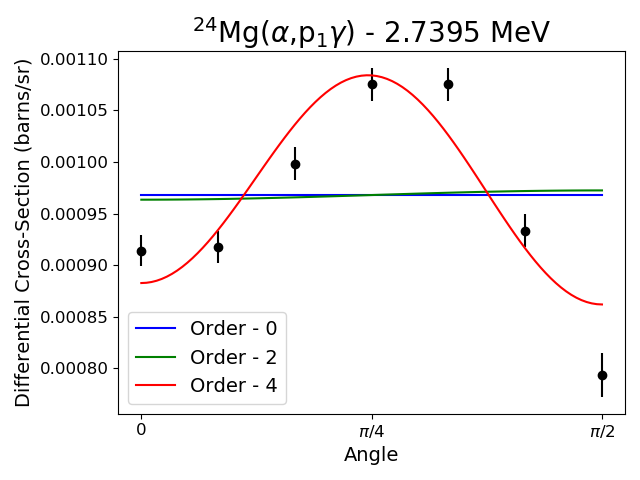 ²⁴Mg(α,p₁γ) - 2.7395 MeV
Differential Cross-Section (barns/sr)
0.00110
0.00105
0.00100
0.00095
0.00090
0.00085
0.00080
Order - 0
Order - 2
Order - 4
0 π/4 π/2
Angle